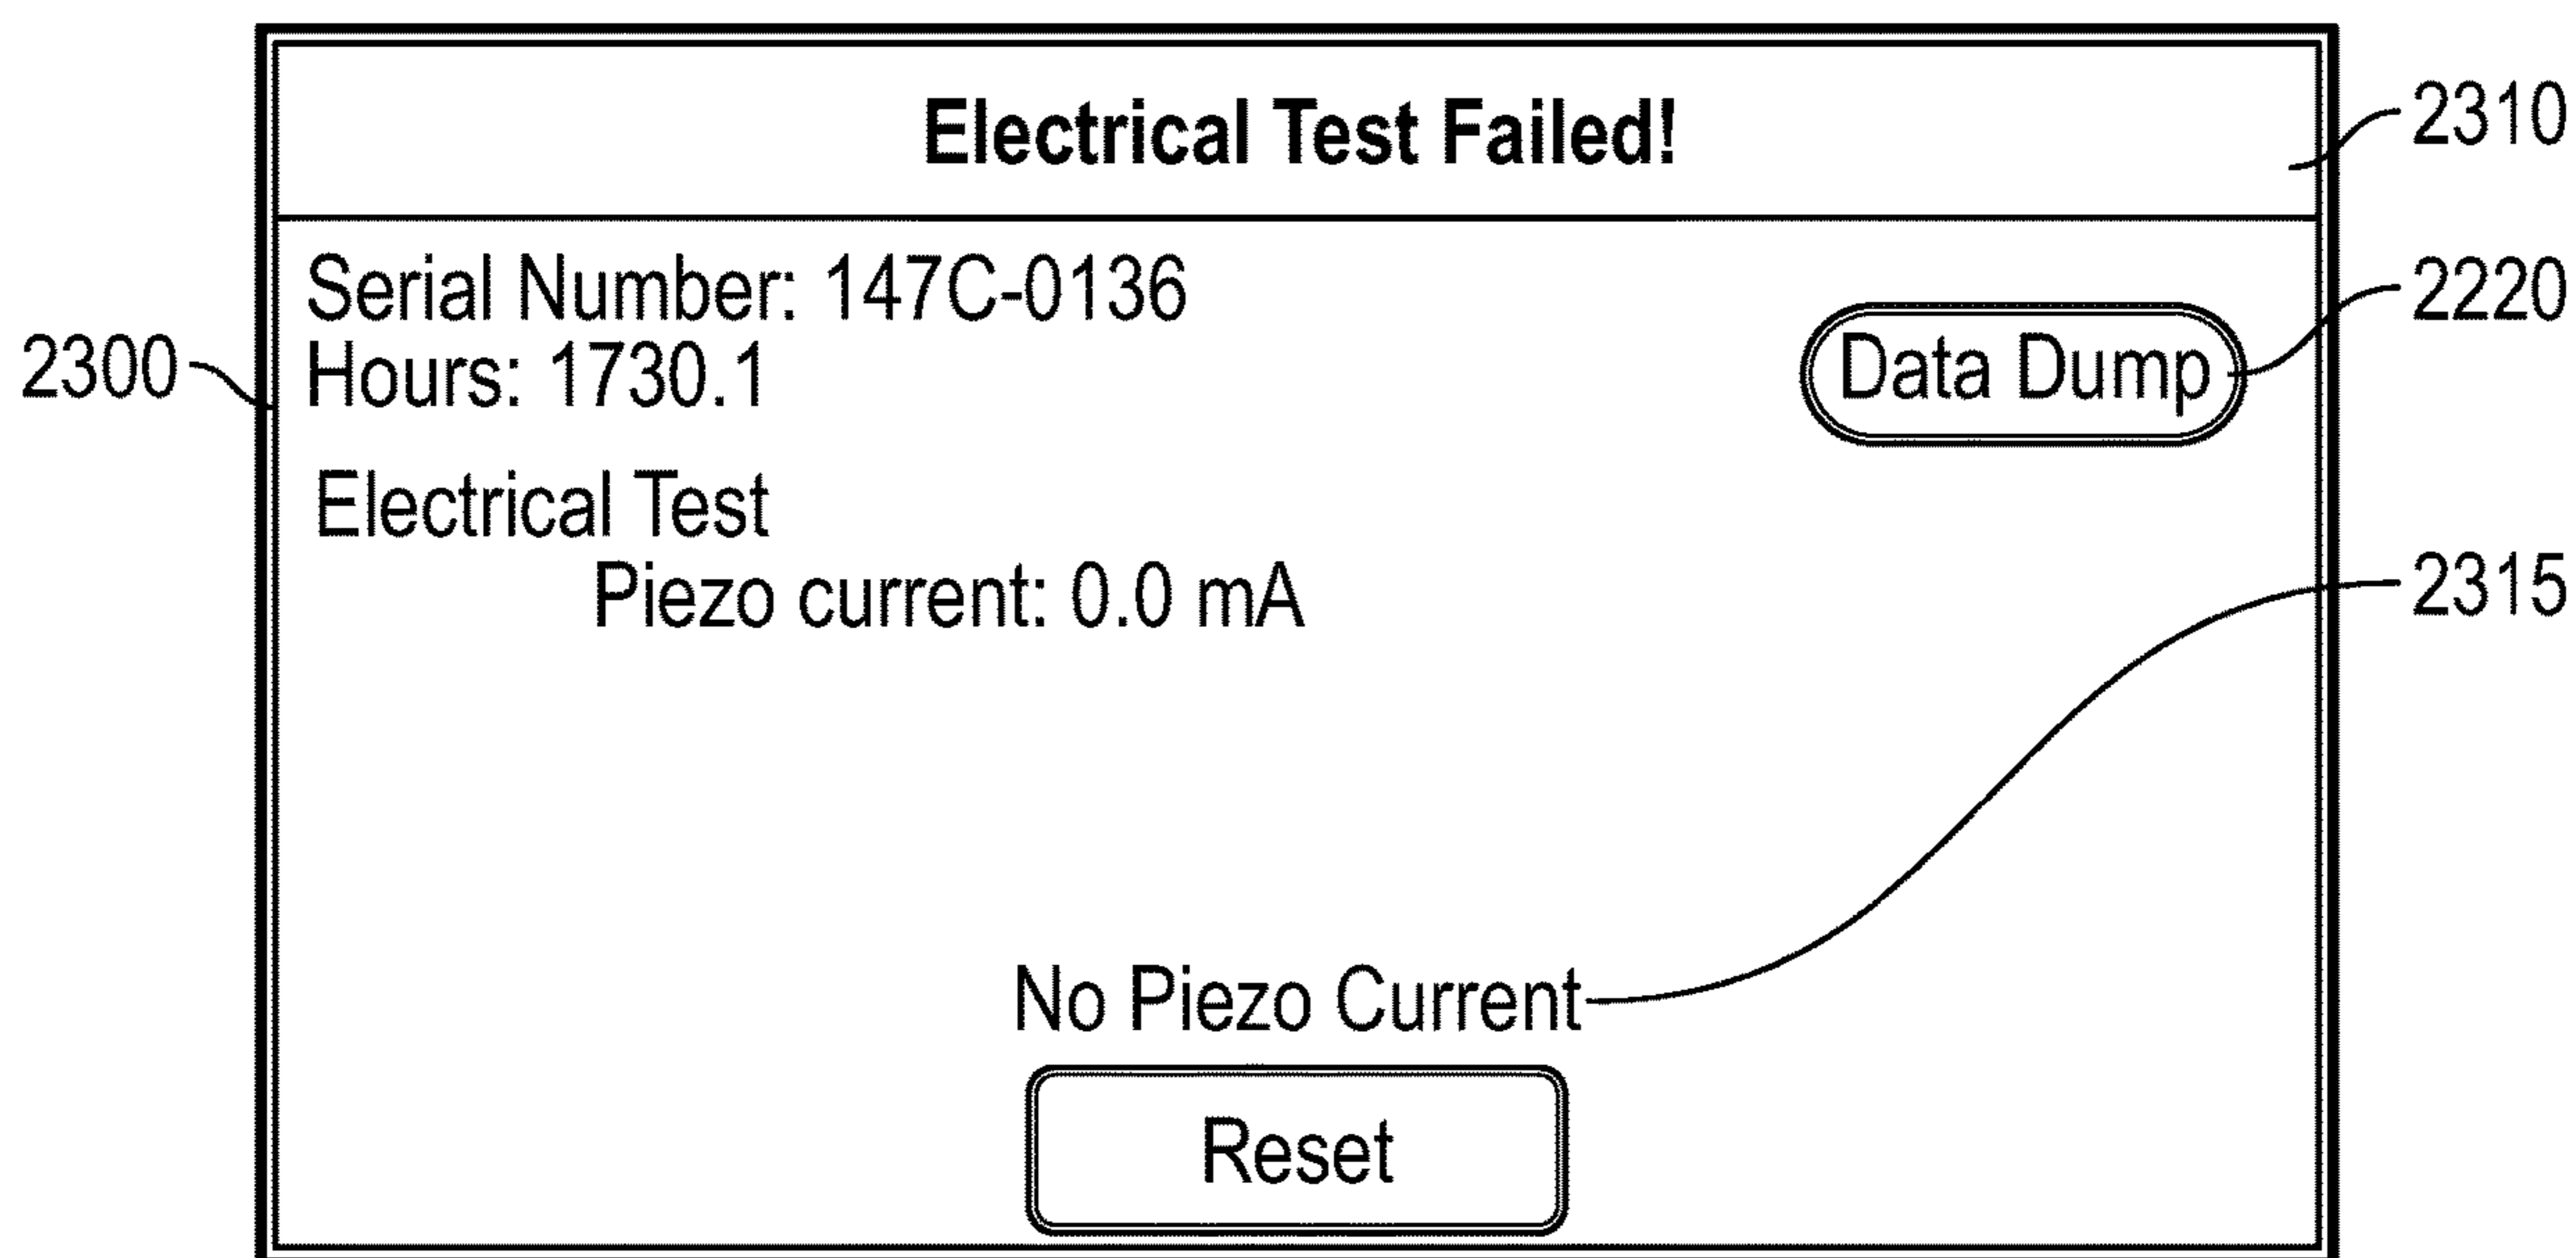 Electrical Test Failed!
2310
Serial Number: 147C-0136
2220
Hours: 1730.1
Data Dump
2300
Electrical Test
Piezo current: 0.0 mA
2315
No Piezo Current
Reset